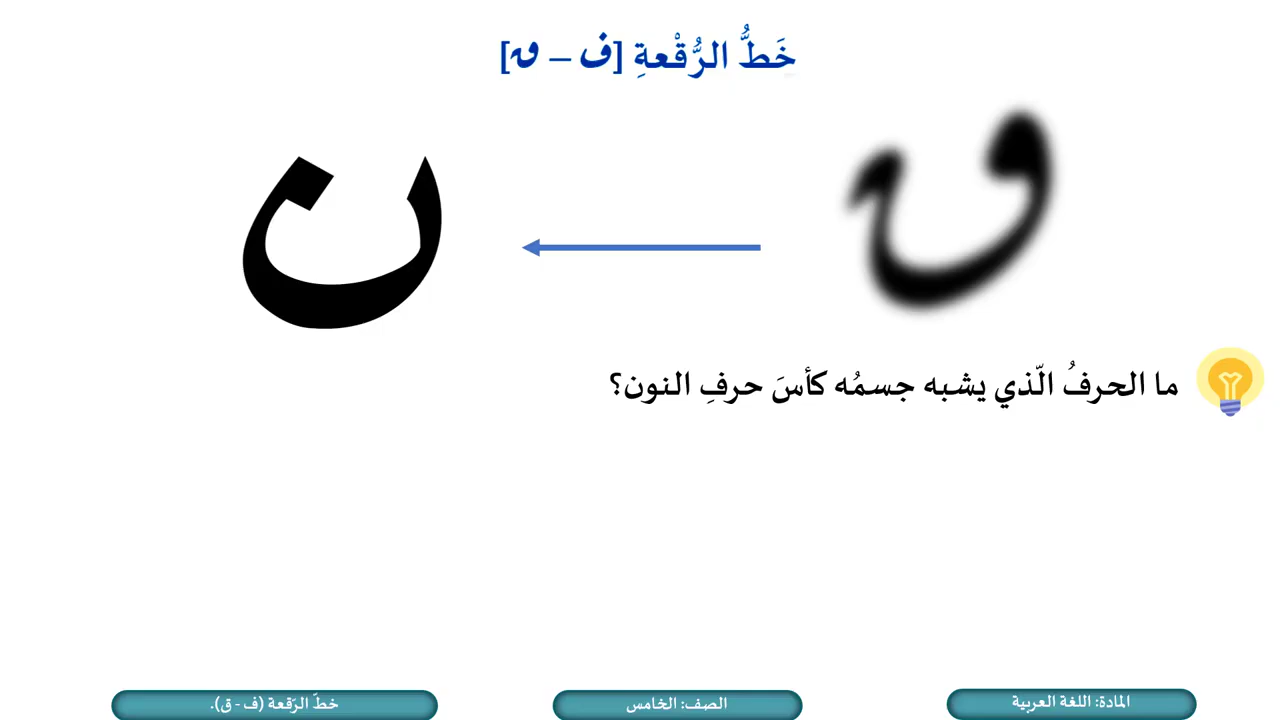 خَطُّ الرُّقْعةِ [ف – ق]
ق
ن
ما الحرفُ الّذي يشبه جسمُه كأسَ حرفِ النون؟
المادة: اللغة العربية
الصف: الخامس
خطّ الرّقعة (ف - ق).